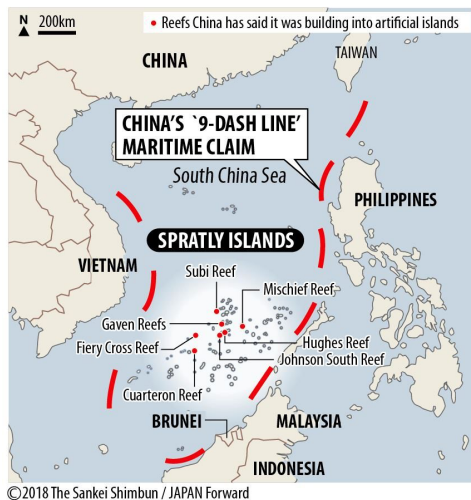 N
200km
• Reefs China has said it was building into artificial islands
TAIWAN
CHINA
CHINA'S `9-DASH LINE'
MARITIME CLAIM
South China Sea
PHILIPPINES
SPRATLY ISLANDS
VIETNAM
Subi Reef
Mischief Reef
Gaven Reefs
Fiery Cross Reef
Hughes Reef
Johnson South Reef
Cuarteron Reef
BRUNEI
MALAYSIA
INDONESIA
©2018 The Sankei Shimbun / JAPAN Forward